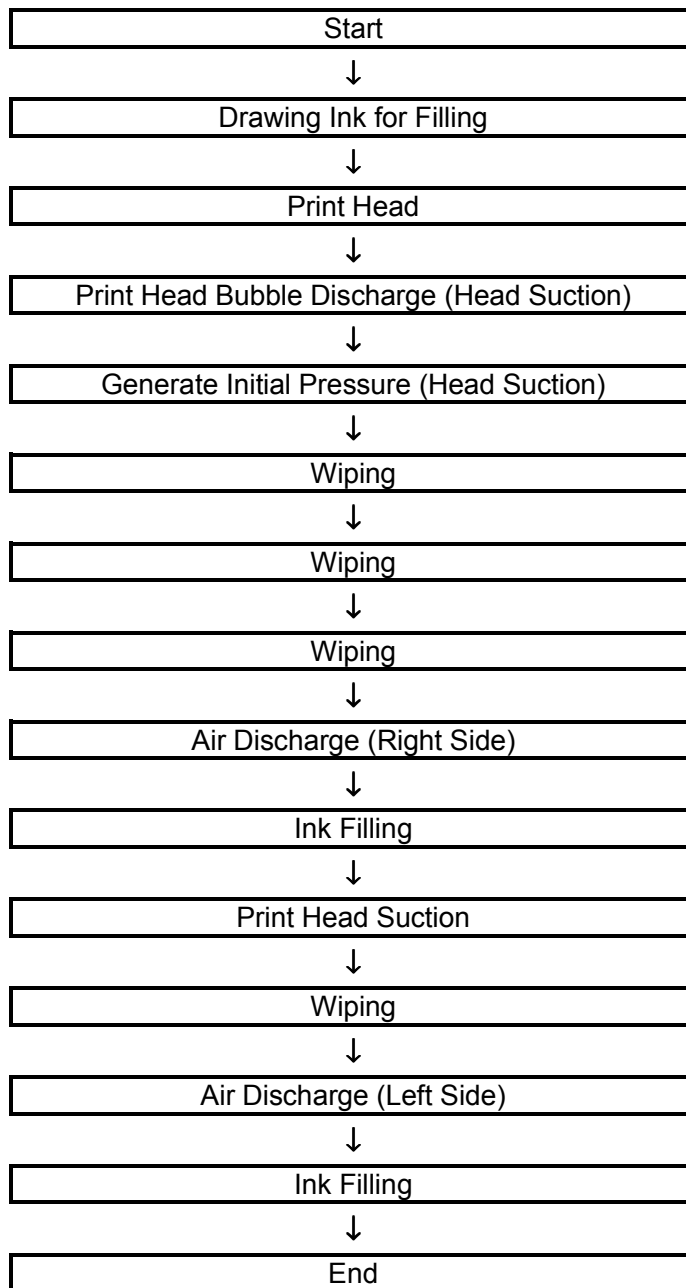 Start
↓
Drawing Ink for Filling
↓
Print Head
↓
Print Head Bubble Discharge (Head Suction)
↓
Generate Initial Pressure (Head Suction)
↓
Wiping
↓
Wiping
↓
Wiping
↓
Air Discharge (Right Side)
↓
Ink Filling
↓
Print Head Suction
↓
Wiping
↓
Air Discharge (Left Side)
↓
Ink Filling
↓
End